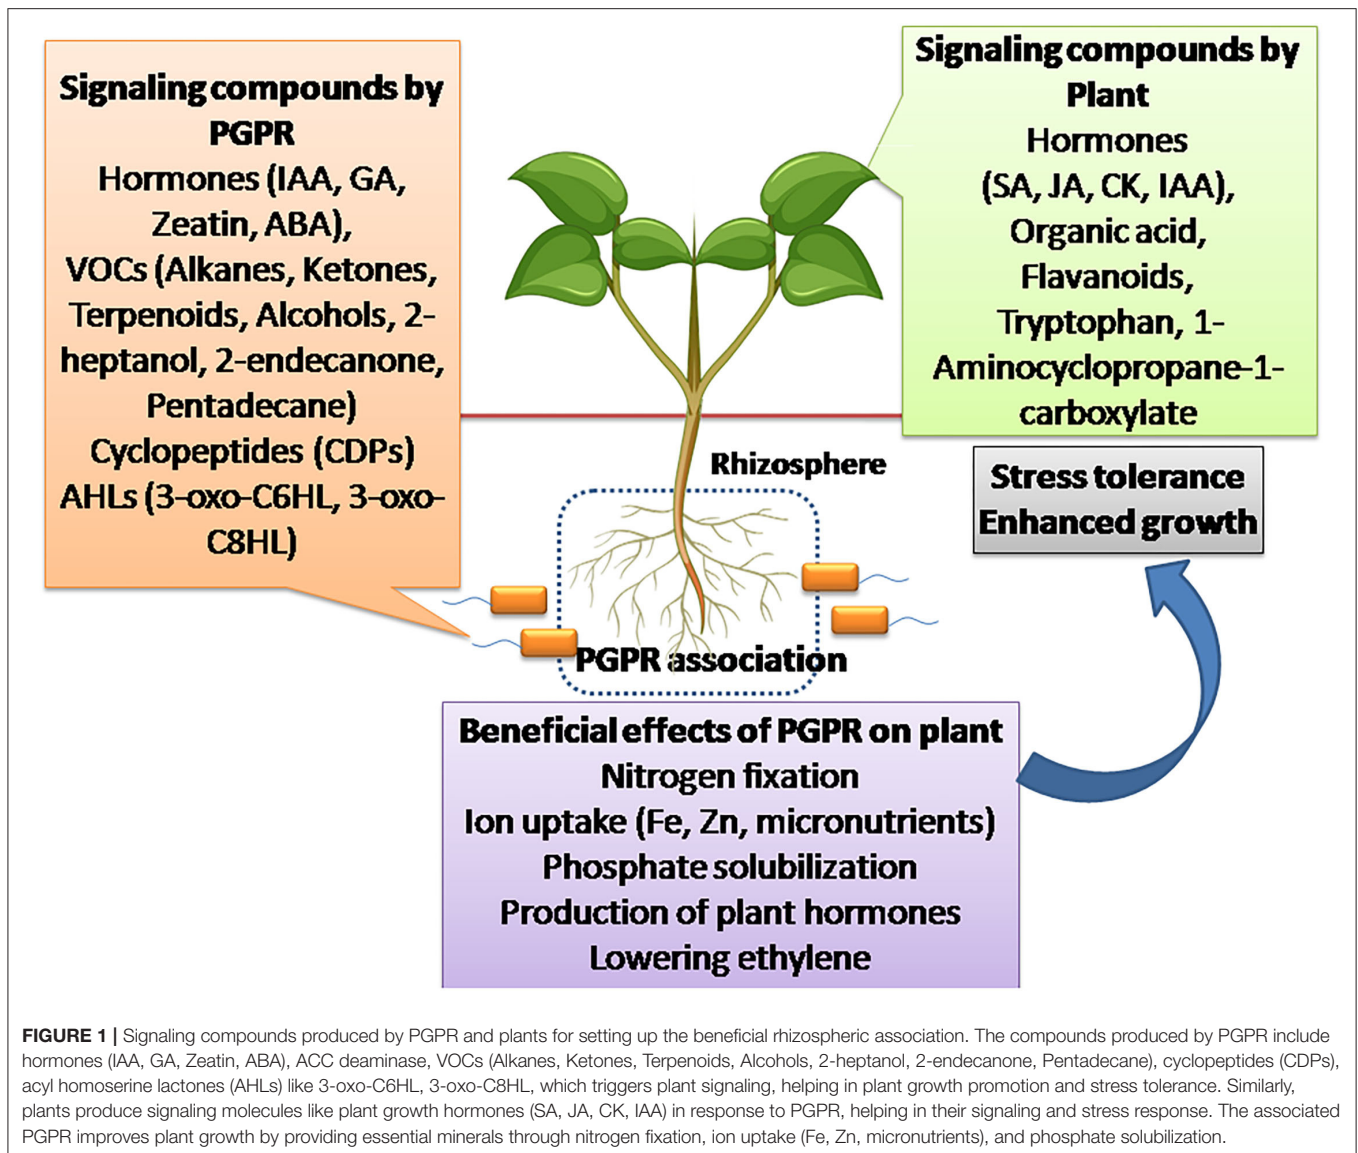 Signaling compounds by
PGPR
Hormones (IAA, GA,
Zeatin, ABA),
VOCs (Alkanes, Ketones,
Terpenoids, Alcohols, 2-
heptanol, 2-endecanone,
Pentadecane)
Cyclopeptides (CDPs)
AHLs (3-oxo-C6HL, 3-oxo-
C8HL)
Signaling compounds by
Plant
Hormones
(SA, JA, CK, IAA),
Organic acid,
Flavanoids,
Tryptophan, 1-
Aminocyclopropane-1-
carboxylate
Rhizosphere
Stress tolerance
Enhanced growth
PGPR association
Beneficial effects of PGPR on plant
Nitrogen fixation
Ion uptake (Fe, Zn, micronutrients)
Phosphate solubilization
Production of plant hormones
Lowering ethylene
FIGURE 1 | Signaling compounds produced by PGPR and plants for setting up the beneficial rhizospheric association. The compounds produced by PGPR include
hormones (IAA, GA, Zeatin, ABA), ACC deaminase, VOCs (Alkanes, Ketones, Terpenoids, Alcohols, 2-heptanol, 2-endecanone, Pentadecane), cyclopeptides (CDPs),
acyl homoserine lactones (AHLs) like 3-oxo-C6HL, 3-oxo-C8HL, which triggers plant signaling, helping in plant growth promotion and stress tolerance. Similarly,
plants produce signaling molecules like plant growth hormones (SA, JA, CK, IAA) in response to PGPR, helping in their signaling and stress response. The associated
PGPR improves plant growth by providing essential minerals through nitrogen fixation, ion uptake (Fe, Zn, micronutrients), and phosphate solubilization.